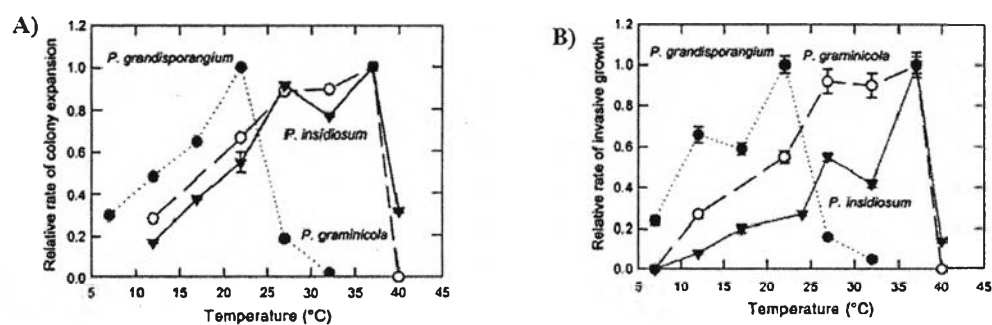 A)
Relative rate of colony expansion
1.2
1.0
0.8
0.6
0.4
0.2
0.0
P. grandisporangium
P. insidiosum
P. graminicola
5 10 15 20 25 30 35 40 45
Temperature (°C)
B)
Relative rate of invasive growth
1.2
1.0
0.8
0.6
0.4
0.2
0.0
P. grandisporangium
P. graminicola
P. insidiosum
5 10 15 20 25 30 35 40 45
Temperature (°C)